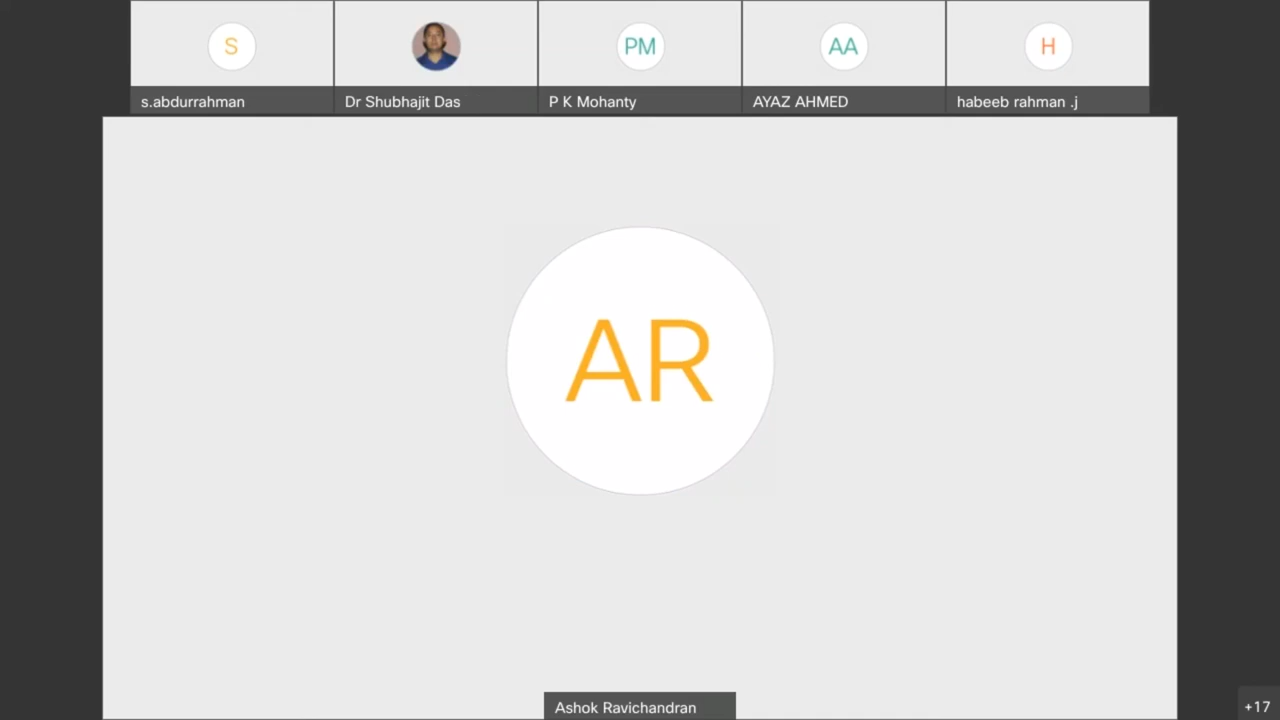 S
PM
AA
H
s.abdurrahman
Dr Shubhajit Das
P K Mohanty
AYAZ AHMED
habeeb rahman .j
AR
Ashok Ravichandran
+17